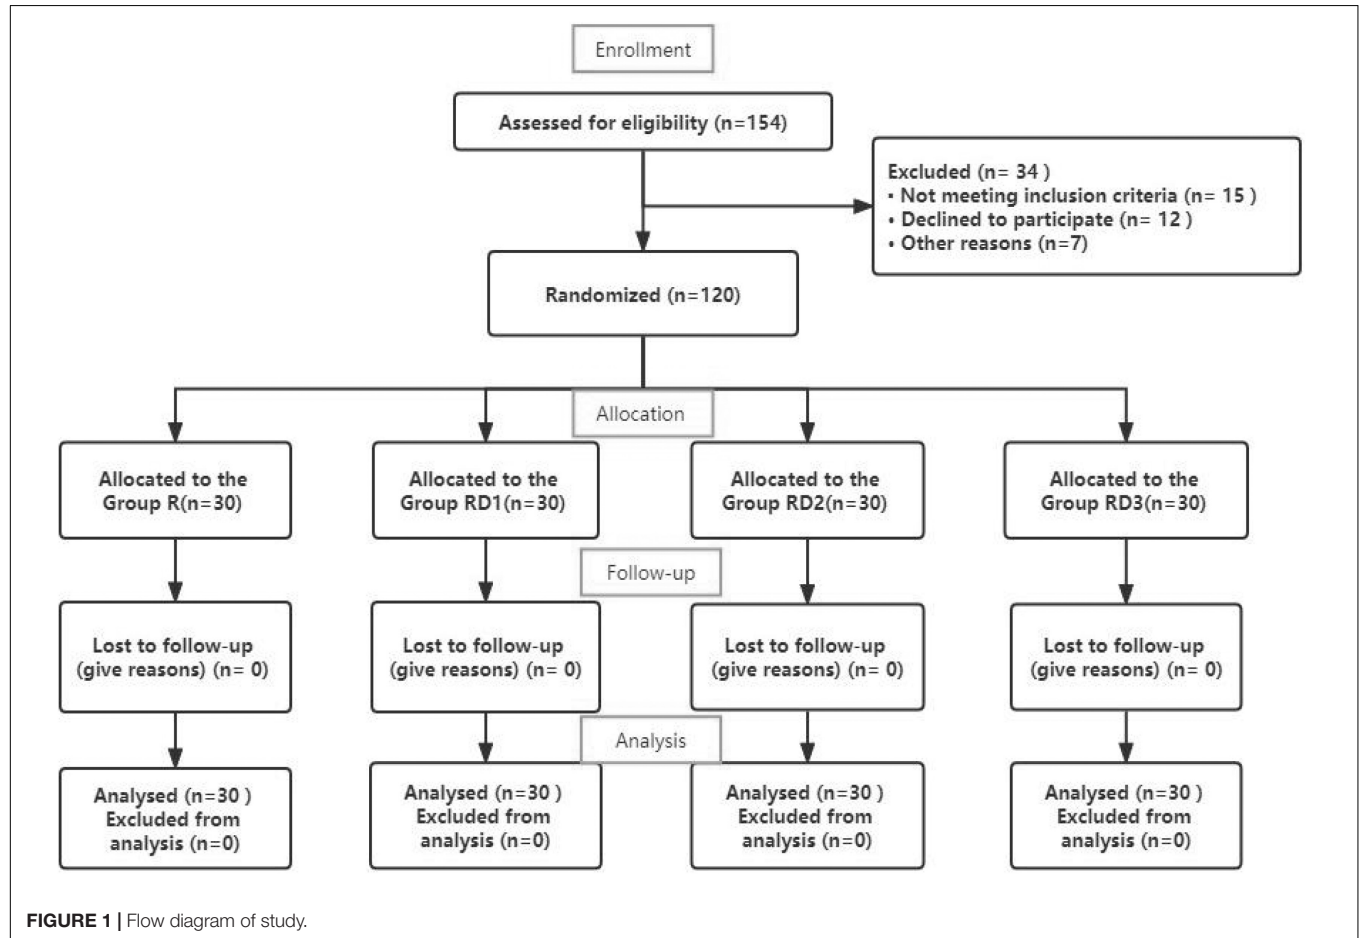 Enrollment
Assessed for eligibility (n=154)
Excluded (n= 34 )
• Not meeting inclusion criteria (n= 15 )
• Declined to participate (n= 12 )
• Other reasons (n=7)
Randomized (n=120)
Allocation
Allocated to the
Group R(n=30)
Allocated to the
Group RD1(n=30)
Allocated to the
Group RD2(n=30)
Allocated to the
Group RD3(n=30)
Follow-up
Lost to follow-up
(give reasons) (n= 0)
Lost to follow-up
(give reasons) (n= 0)
Lost to follow-up
(give reasons) (n= 0)
Lost to follow-up
(give reasons) (n= 0)
Analysis
Analysed (n=30 )
Excluded from
analysis (n=0)
Analysed (n=30 )
Excluded from
analysis (n=0)
Analysed (n=30 )
Excluded from
analysis (n=0)
Analysed (n=30 )
Excluded from
analysis (n=0)
FIGURE 1 | Flow diagram of study.